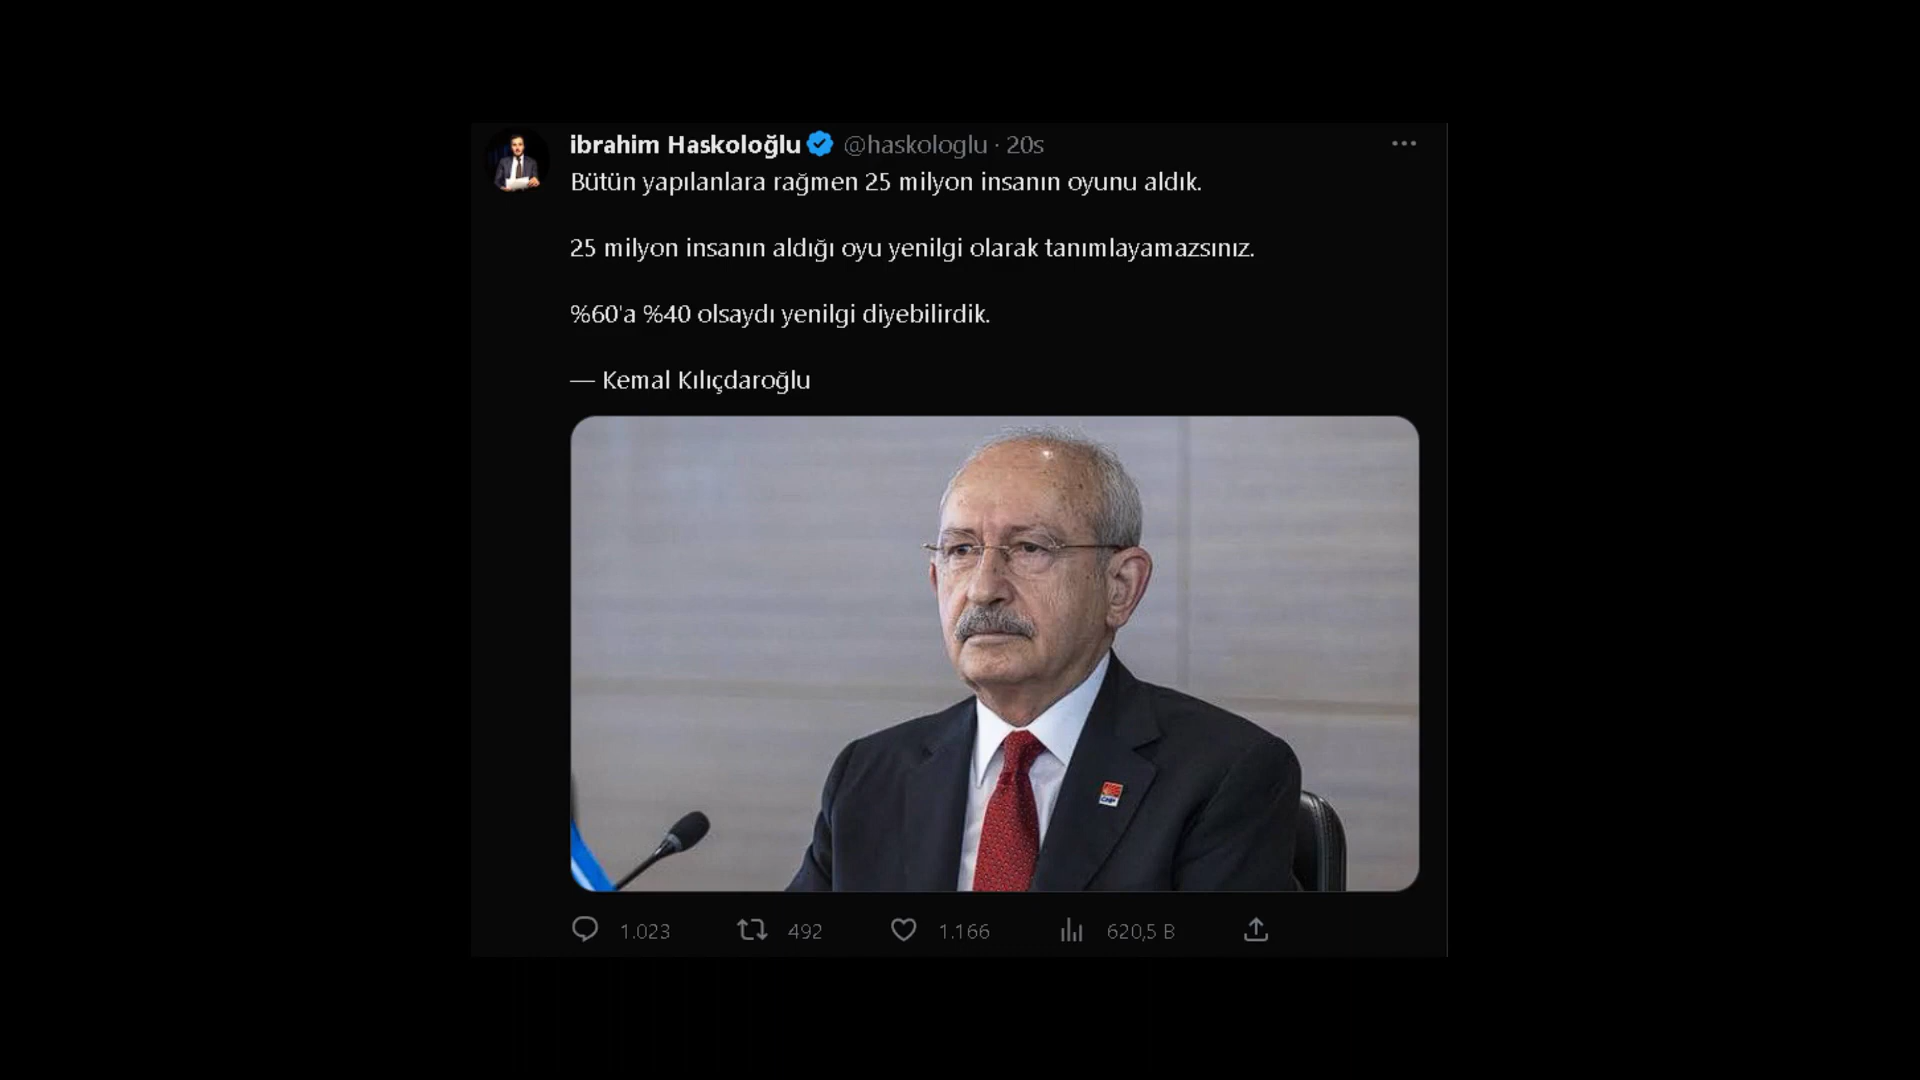 ibrahim Haskoloğlu @haskologlu · 20s
Bütün yapılanlara rağmen 25 milyon insanın oyunu aldık.
25 milyon insanın aldığı oyu yenilgi olarak tanımlayamazsınız.
%60'a %40 olsaydı yenilgi diyebilirdik.
— Kemal Kılıçdaroğlu
CHP
1.023 492 1.166 620,5 B